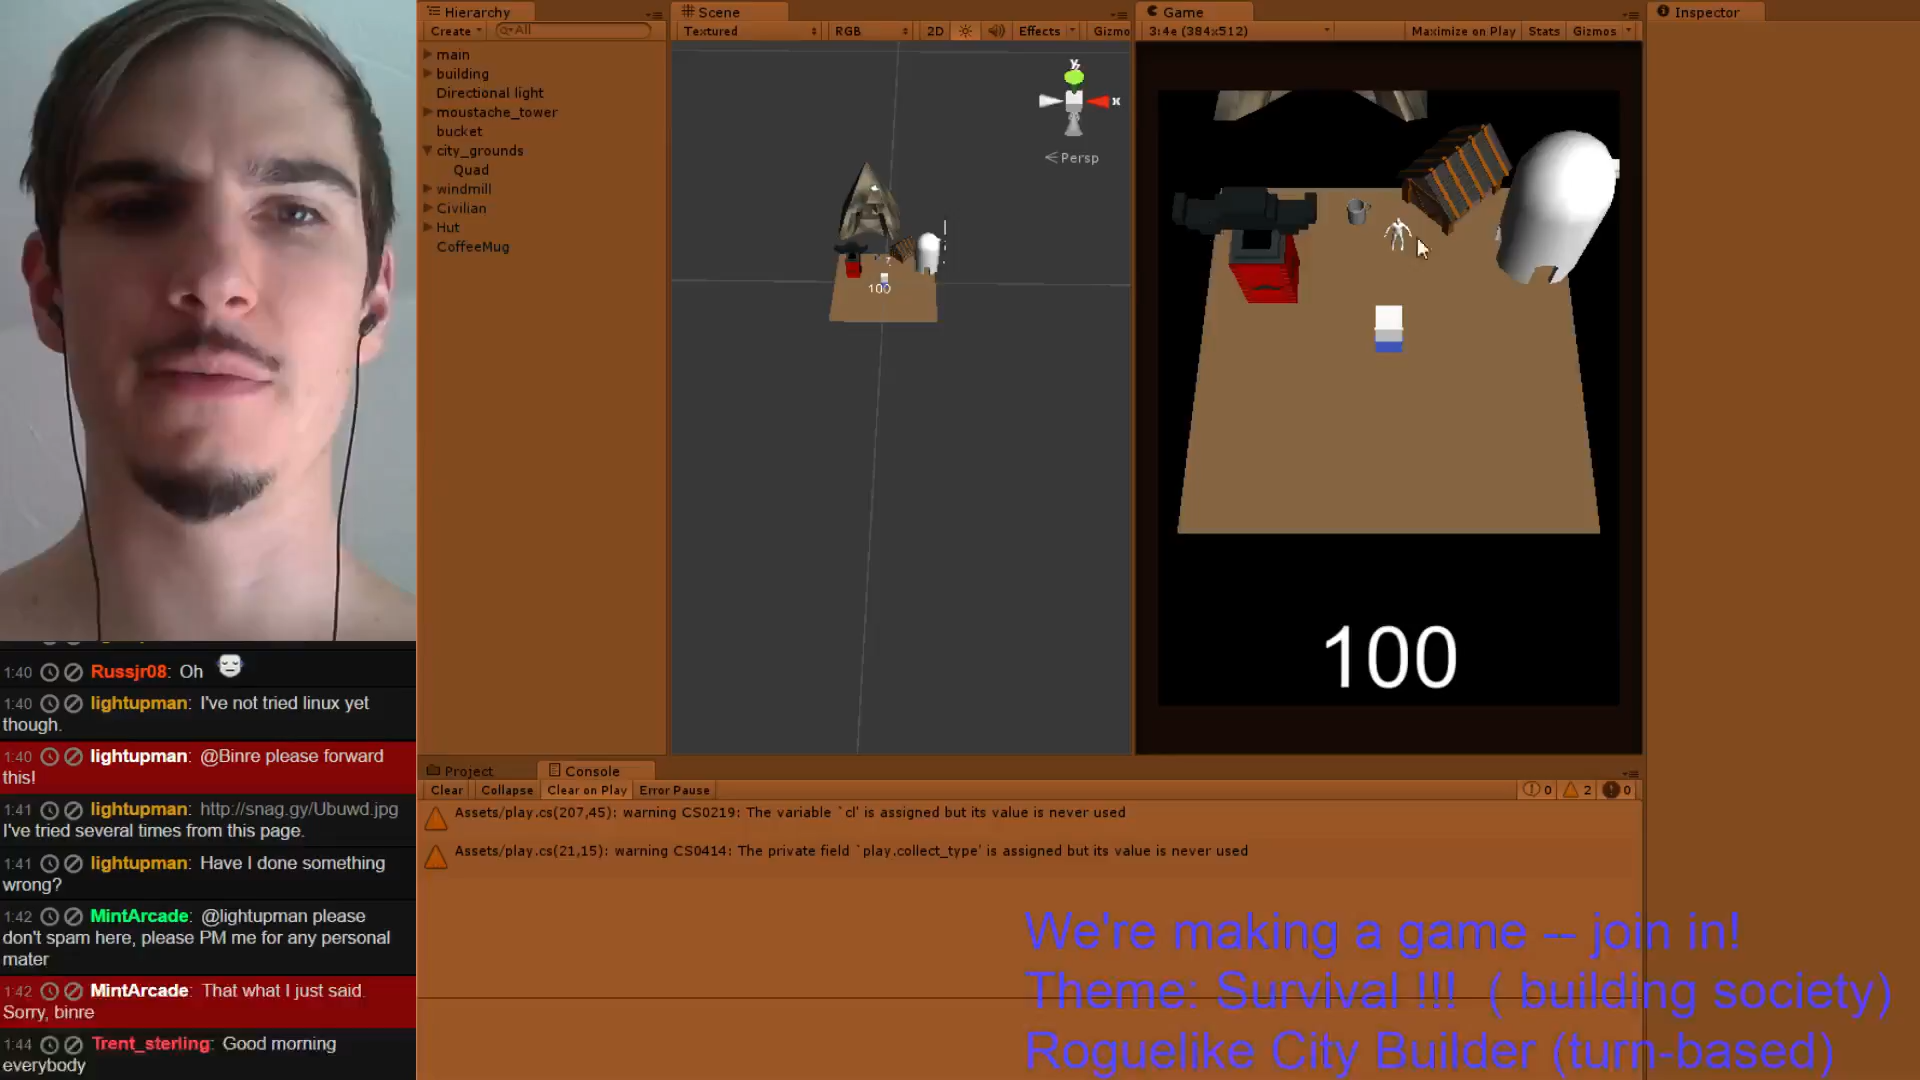 Hierarchy
Create
All
main
building
Directional light
moustache_tower
bucket
city_grounds
Quad
windmill
Civilian
Hut
CoffeeMug
Scene
Textured
RGB
2D
Effects
Gizmo
y
x
Persp
100
Game
3:4e (384x512)
Maximize on Play
Stats
Gizmos
100
Inspector
1:40 Russjr08: Oh
1:40 lightupman: I've not tried linux yet
though.
1:40 lightupman: @Binre please forward
this!
1:41 lightupman: http://snag.gy/Ubuwd.jpg
I've tried several times from this page.
1:41 lightupman: Have I done something
wrong?
1:42 MintArcade: @lightupman please
don't spam here, please PM me for any personal
mater
1:42 MintArcade: That what I just said.
Sorry, binre
1:44 Trent_sterling: Good morning
everybody
Project
Console
Clear
Collapse
Clear on Play
Error Pause
0
2
0
Assets/play.cs(207,45): warning CS0219: The variable `cl' is assigned but its value is never used
Assets/play.cs(21,15): warning CS0414: The private field `play.collect_type' is assigned but its value is never used
We're making a game -- join in!
Theme: Survival !!! ( building society)
Roguelike City Builder (turn-based)